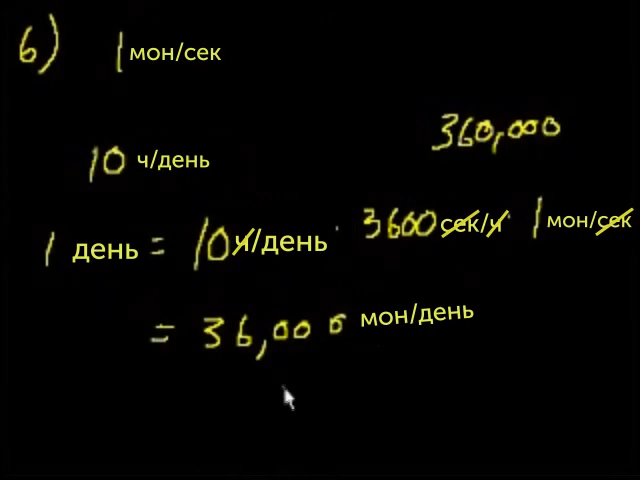 6) 1 мон/сек
360,000
10 ч/день
1 день = 10 ч/день · 3600 сек/ч · 1 мон/сек
= 36,000 мон/день